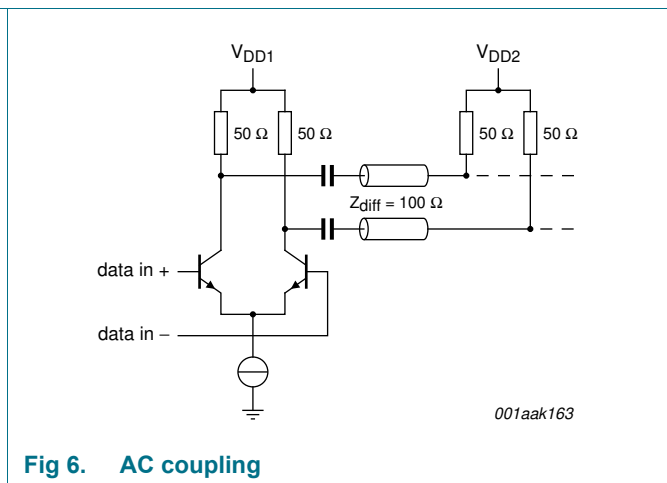 VDD1 VDD2
50 Ω 50 Ω 50 Ω 50 Ω
Zdiff = 100 Ω
data in +
data in −
001aak163
Fig 6. AC coupling